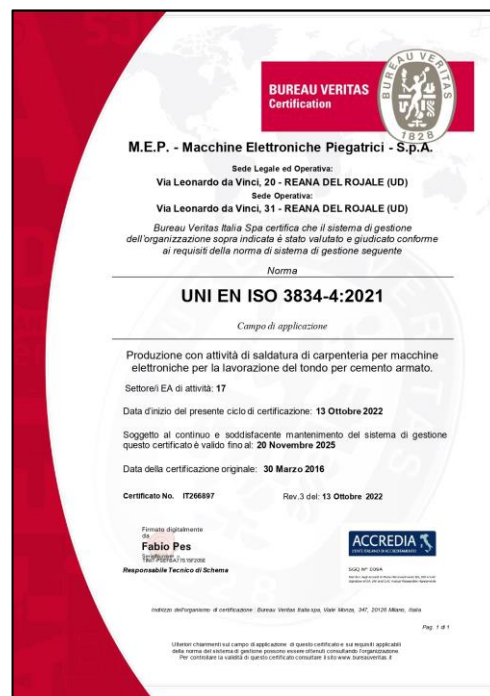 BUREAU VERITAS
Certification
BUREAU VERITAS
1828
M.E.P. - Macchine Elettroniche Piegatrici - S.p.A.
Sede Legale ed Operativa:
Via Leonardo da Vinci, 20 - REANA DEL ROJALE (UD)
Sede Operativa:
Via Leonardo da Vinci, 31 - REANA DEL ROJALE (UD)
Bureau Veritas Italia Spa certifica che il sistema di gestione
dell'organizzazione sopra indicata è stato valutato e giudicato conforme
ai requisiti della norma di sistema di gestione seguente
Norma
UNI EN ISO 3834-4:2021
Campo di applicazione
Produzione con attività di saldatura di carpenteria per macchine
elettroniche per la lavorazione del tondo per cemento armato.
Settore/i EA di attività: 17
Data d'inizio del presente ciclo di certificazione: 13 Ottobre 2022
Soggetto al continuo e soddisfacente mantenimento del sistema di gestione
questo certificato è valido fino al: 20 Novembre 2025
Data della certificazione originale: 30 Marzo 2016
Certificato No. IT266897
Rev.3 del: 13 Ottobre 2022
Firmato digitalmente
da
Fabio Pes
Responsabile Tecnico di Schema
ACCREDIA
SGQ N° 009A
Indirizzo dell'organismo di certificazione: Bureau Veritas Italia spa, Viale Monza, 347, 20126 Milano, Italia
Pag. 1 di 1
Ulteriori chiarimenti sul campo di applicazione di questo certificato e sui requisiti applicabili
della norma del sistema di gestione possono essere ottenuti consultando l'organizzazione.
Per controllare la validità di questo certificato consultare il sito www.bureauveritas.it